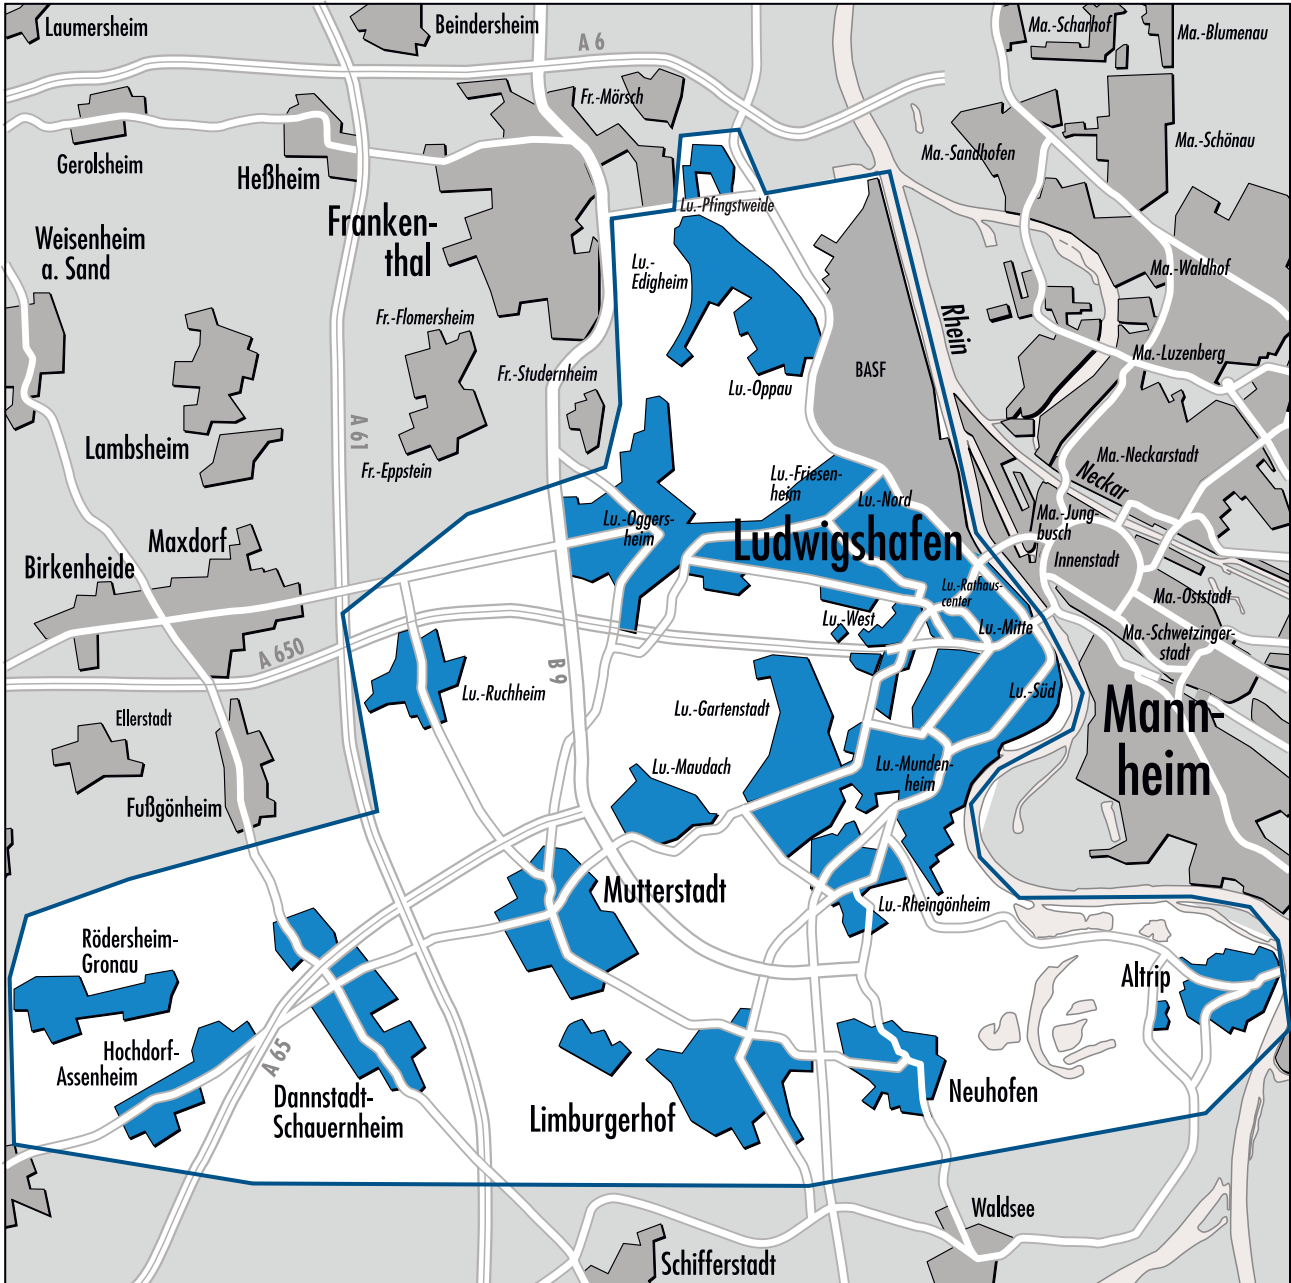 Laumersheim
Beindersheim
A 6
Ma.-Scharhof
Ma.-Blumenau
Fr.-Mörsch
Gerolsheim
Heßheim
Ma.-Sandhofen
Ma.-Schönau
Lu.-Pfingstweide
Franken-
thal
Weisenheim
a. Sand
Lu.-
Edigheim
Ma.-Waldhof
Rhein
Fr.-Flomersheim
Ma.-Luzenberg
Fr.-Studernheim
BASF
Lu.-Oppau
A 61
Lambsheim
Fr.-Eppstein
Ma.-Neckarstadt
Neckar
Lu.-Friesen-
heim
Lu.-Nord
Lu.-Oggers-
heim
Ma.-Jung-
busch
Maxdorf
Ludwigshafen
Innenstadt
Birkenheide
Lu.-Rathaus-
center
Ma.-Oststadt
Lu.-West
Lu.-Mitte
Ma.-Schwetzinger-
stadt
A 650
B 9
Lu.-Ruchheim
Lu.-Süd
Lu.-Gartenstadt
Ellerstadt
Mann-
heim
Lu.-Maudach
Lu.-Munden-
heim
Fußgönheim
Mutterstadt
Lu.-Rheingönheim
Rödersheim-
Gronau
Altrip
Hochdorf-
Assenheim
A 65
Dannstadt-
Schauernheim
Limburgerhof
Neuhofen
Waldsee
Schifferstadt